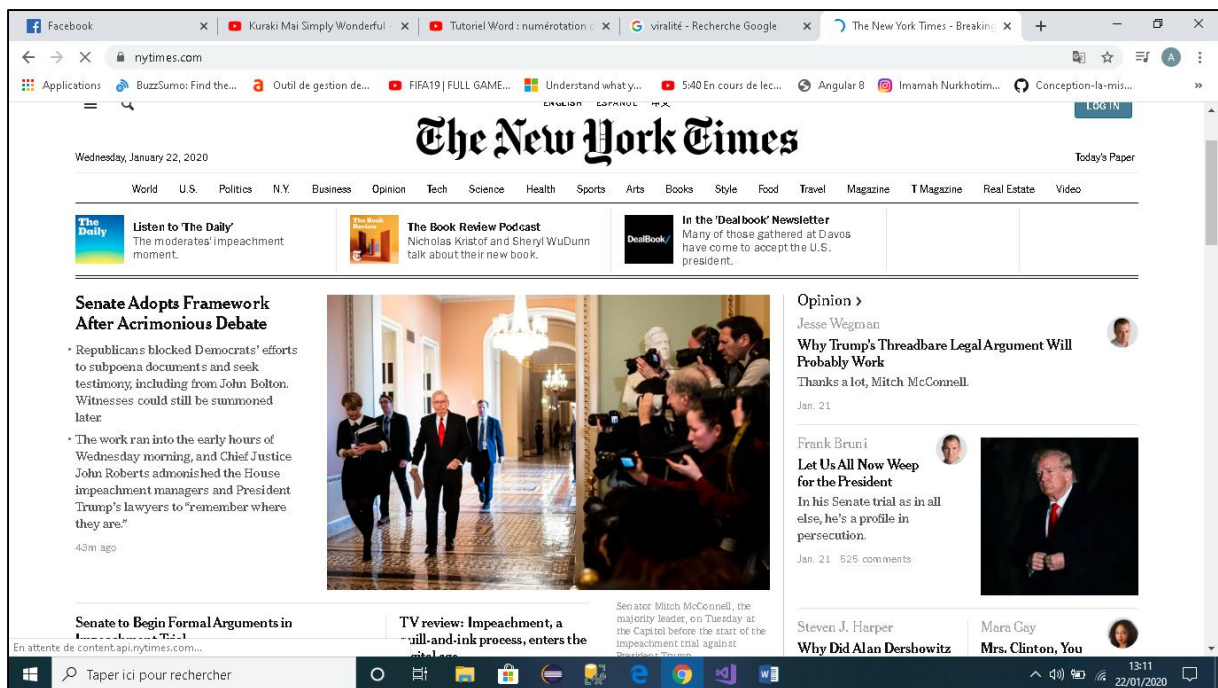 Facebook
Kuraki Mai Simply Wonderful -
Tutoriel Word : numérotation
viralité - Recherche Google
The New York Times - Breaking
nytimes.com
A
Applications
BuzzSumo: Find the...
Outil de gestion de...
FIFA19 | FULL GAME...
Understand what y...
5:40 En cours de lec...
Angular 8
Imamah Nurkhotim...
Conception-la-mis...
»
ENGLISH ESPAÑOL 中文
LOG IN
The New York Times
Wednesday, January 22, 2020
Today's Paper
World U.S. Politics N.Y. Business Opinion Tech Science Health Sports Arts Books Style Food Travel Magazine T Magazine Real Estate Video
The
Daily
Listen to 'The Daily'
The moderates' impeachment
moment.
The Book
Review
The Book Review Podcast
Nicholas Kristof and Sheryl WuDunn
talk about their new book.
DealBook/
In the 'Dealbook' Newsletter
Many of those gathered at Davos
have come to accept the U.S.
president.
Senate Adopts Framework
After Acrimonious Debate
• Republicans blocked Democrats' efforts
to subpoena documents and seek
testimony, including from John Bolton.
Witnesses could still be summoned
later.
• The work ran into the early hours of
Wednesday morning, and Chief Justice
John Roberts admonished the House
impeachment managers and President
Trump's lawyers to "remember where
they are."
43m ago
Senate to Begin Formal Arguments in
Impeachment Trial
TV review: Impeachment, a
quill-and-ink process, enters the
digital age
Senator Mitch McConnell, the
majority leader, on Tuesday at
the Capitol before the start of the
impeachment trial against
President Trump.
Opinion >
Jesse Wegman
Why Trump's Threadbare Legal Argument Will
Probably Work
Thanks a lot, Mitch McConnell.
Jan. 21
Frank Bruni
Let Us All Now Weep
for the President
In his Senate trial as in all
else, he's a profile in
persecution.
Jan. 21 525 comments
Steven J. Harper
Why Did Alan Dershowitz
Mara Gay
Mrs. Clinton, You
En attente de content.api.nytimes.com...
Taper ici pour rechercher
13:11
22/01/2020